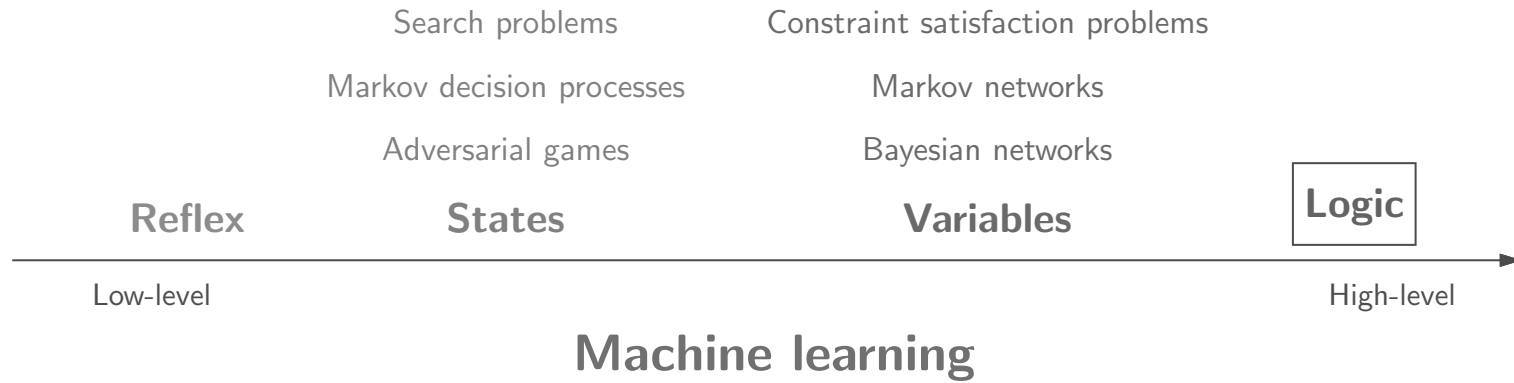 Search problems
Constraint satisfaction problems
Markov decision processes
Markov networks
Adversarial games
Bayesian networks
Reflex
States
Variables
Logic
Low-level
High-level
Machine learning